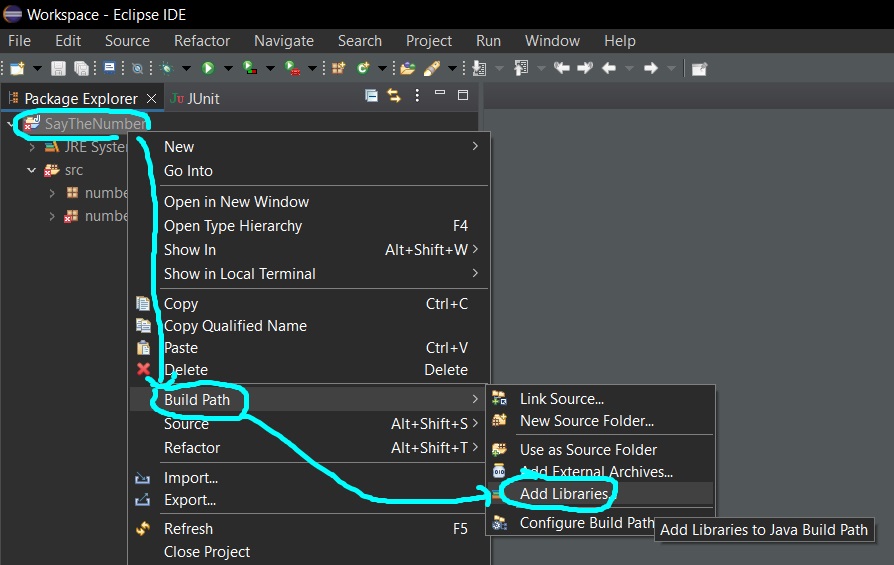 Workspace - Eclipse IDE
File Edit Source Refactor Navigate Search Project Run Window Help
Package Explorer JUnit
SayTheNumber
JRE Syste
src
numbe
numbe
New
Go Into
Open in New Window
Open Type Hierarchy F4
Show In Alt+Shift+W
Show in Local Terminal
Copy Ctrl+C
Copy Qualified Name
Paste Ctrl+V
Delete Delete
Build Path
Source Alt+Shift+S
Refactor Alt+Shift+T
Import...
Export...
Refresh F5
Close Project
Link Source...
New Source Folder...
Use as Source Folder
Add External Archives...
Add Libraries...
Configure Build Path
Add Libraries to Java Build Path